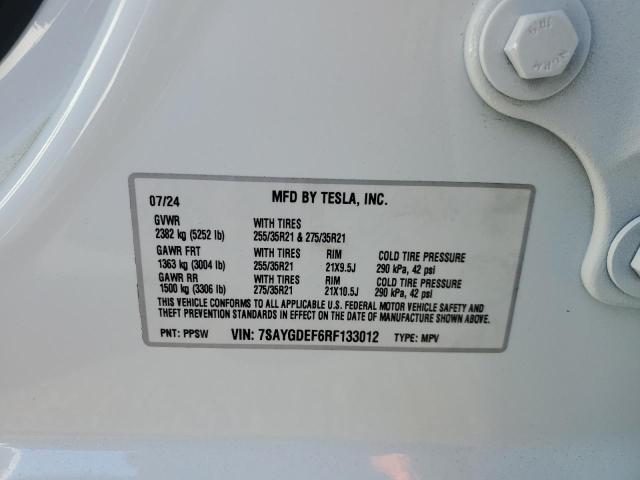 07/24 MFD BY TESLA, INC.
GVWR WITH TIRES
2382 kg (5252 lb) 255/35R21 & 275/35R21
GAWR FRT WITH TIRES RIM COLD TIRE PRESSURE
1363 kg (3004 lb) 255/35R21 21X9.5J 290 kPa, 42 psi
GAWR RR WITH TIRES RIM COLD TIRE PRESSURE
1500 kg (3306 lb) 275/35R21 21X10.5J 290 kPa, 42 psi
THIS VEHICLE CONFORMS TO ALL APPLICABLE U.S. FEDERAL MOTOR VEHICLE SAFETY AND
THEFT PREVENTION STANDARDS IN EFFECT ON THE DATE OF MANUFACTURE SHOWN ABOVE.
PNT: PPSW VIN: 7SAYGDEF6RF133012 TYPE: MPV